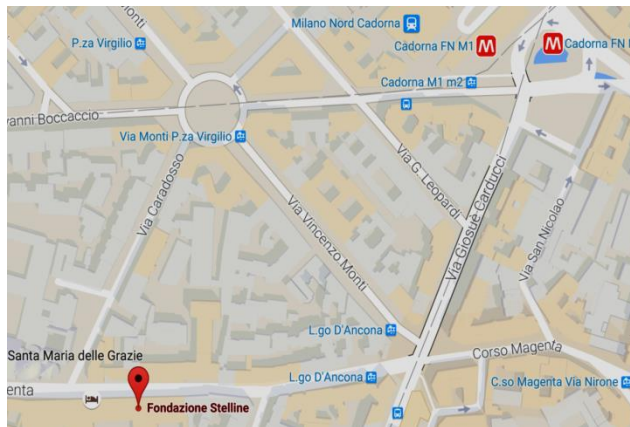 Milano Nord Cadorna
P.za Virgilio
Cadorna FN M1
Cadorna FN
Cadorna M1 m2
vanni Boccaccio
Via Monti P.za Virgilio
Via G. Leopardi
Via Caradosso
Via Giosuè Carducci
Via San Nicolao
Via Vincenzo Monti
L.go D'Ancona
Corso Magenta
Santa Maria delle Grazie
L.go D'Ancona
C.so Magenta Via Nirone
enta
Fondazione Stelline